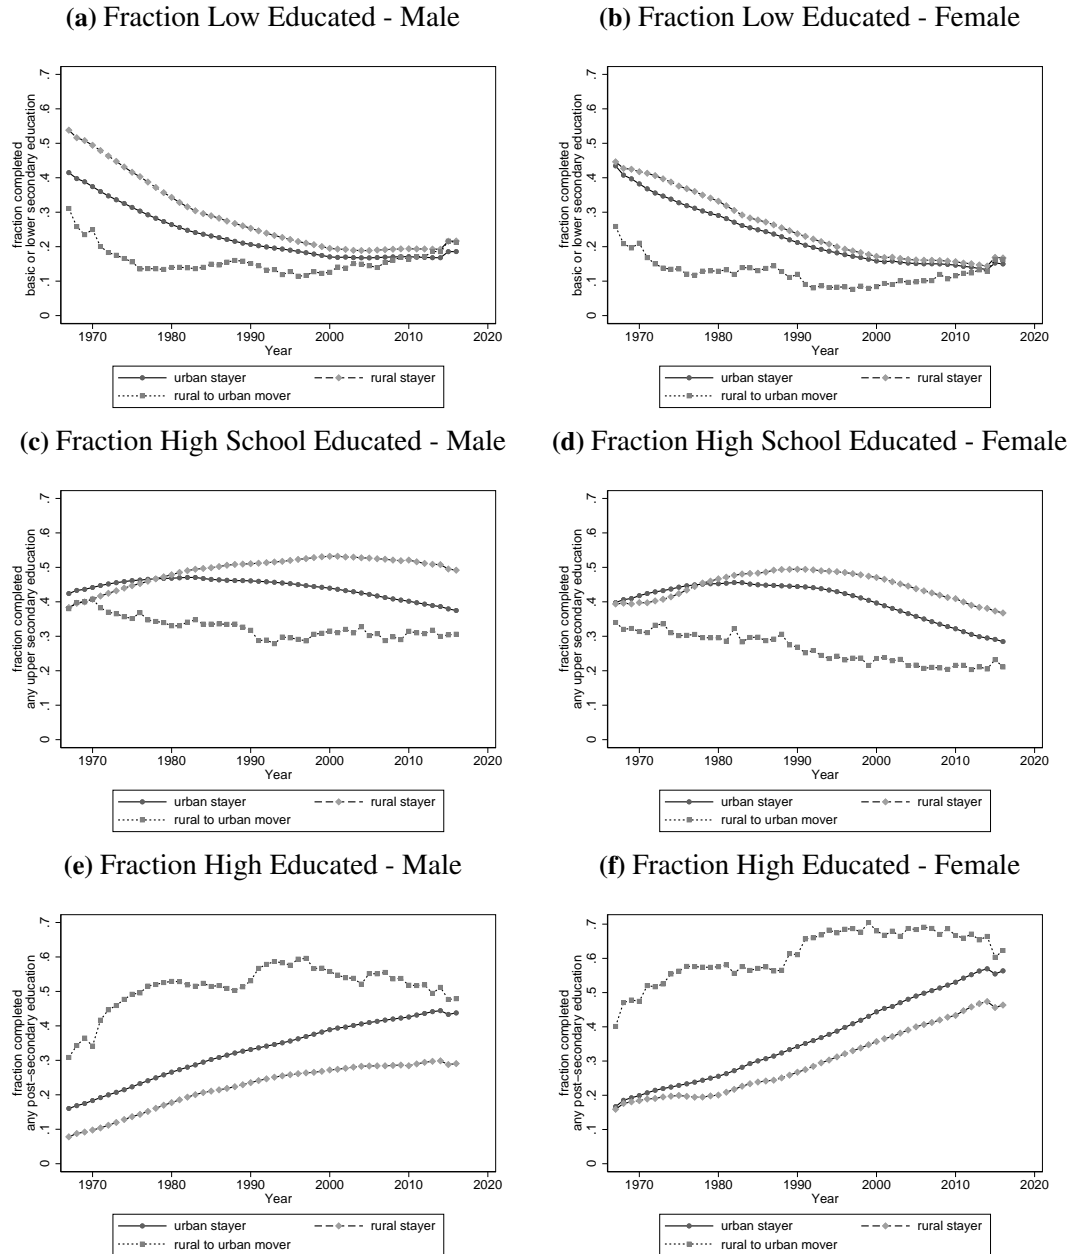 (a) Fraction Low Educated - Male
fraction completed
basic or lower secondary education
0 .1 .2 .3 .4 .5 .6 .7
1970 1980 1990 2000 2010 2020
Year
urban stayer rural stayer
rural to urban mover
(b) Fraction Low Educated - Female
fraction completed
basic or lower secondary education
0 .1 .2 .3 .4 .5 .6 .7
1970 1980 1990 2000 2010 2020
Year
urban stayer rural stayer
rural to urban mover
(c) Fraction High School Educated - Male
fraction completed
any upper secondary education
0 .1 .2 .3 .4 .5 .6 .7
1970 1980 1990 2000 2010 2020
Year
urban stayer rural stayer
rural to urban mover
(d) Fraction High School Educated - Female
fraction completed
any upper secondary education
0 .1 .2 .3 .4 .5 .6 .7
1970 1980 1990 2000 2010 2020
Year
urban stayer rural stayer
rural to urban mover
(e) Fraction High Educated - Male
fraction completed
any post−secondary education
0 .1 .2 .3 .4 .5 .6 .7
1970 1980 1990 2000 2010 2020
Year
urban stayer rural stayer
rural to urban mover
(f) Fraction High Educated - Female
fraction completed
any post−secondary education
0 .1 .2 .3 .4 .5 .6 .7
1970 1980 1990 2000 2010 2020
Year
urban stayer rural stayer
rural to urban mover